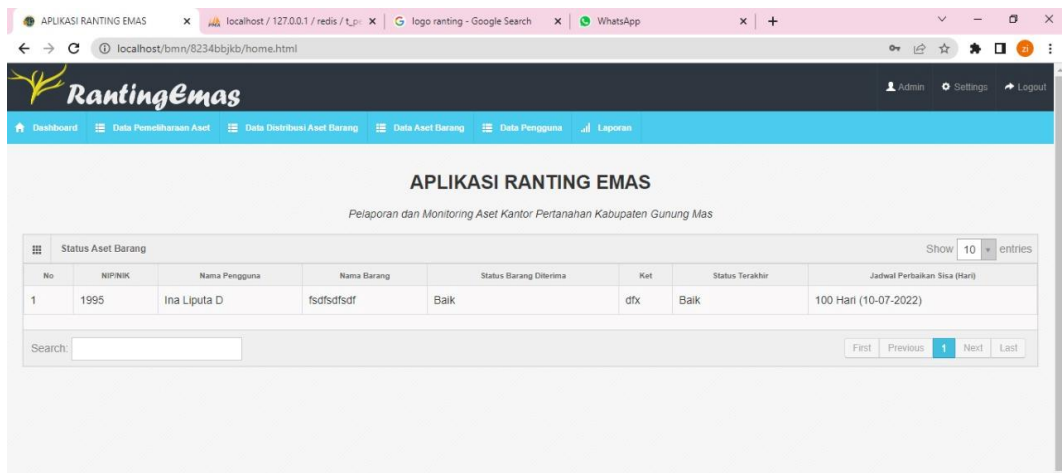 APLIKASI RANTING EMAS
localhost / 127.0.0.1 / redis / t_pe
logo ranting - Google Search
WhatsApp
localhost/bmn/8234bbjkb/home.html
zi
RantingEmas
Admin Settings Logout
Dashboard Data Pemeliharaan Aset Data Distribusi Aset Barang Data Aset Barang Data Pengguna Laporan
APLIKASI RANTING EMAS
Pelaporan dan Monitoring Aset Kantor Pertanahan Kabupaten Gunung Mas
Status Aset Barang Show 10 entries
No NIP/NIK Nama Pengguna Nama Barang Status Barang Diterima Ket Status Terakhir Jadwal Perbaikan Sisa (Hari)
1 1995 Ina Liputa D fsdfsdfsdf Baik dfx Baik 100 Hari (10-07-2022)
Search: First Previous 1 Next Last